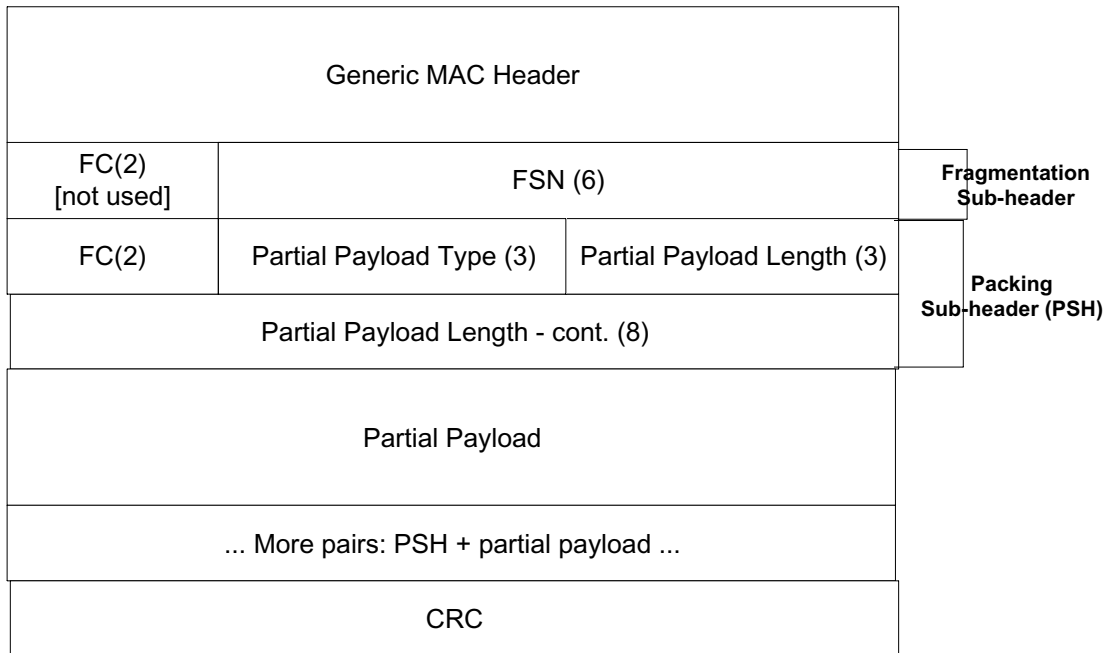 Generic MAC Header
FC(2)
[not used]
FSN (6)
Fragmentation
Sub-header
FC(2)
Partial Payload Type (3)
Partial Payload Length (3)
Packing
Sub-header (PSH)
Partial Payload Length - cont. (8)
Partial Payload
... More pairs: PSH + partial payload ...
CRC